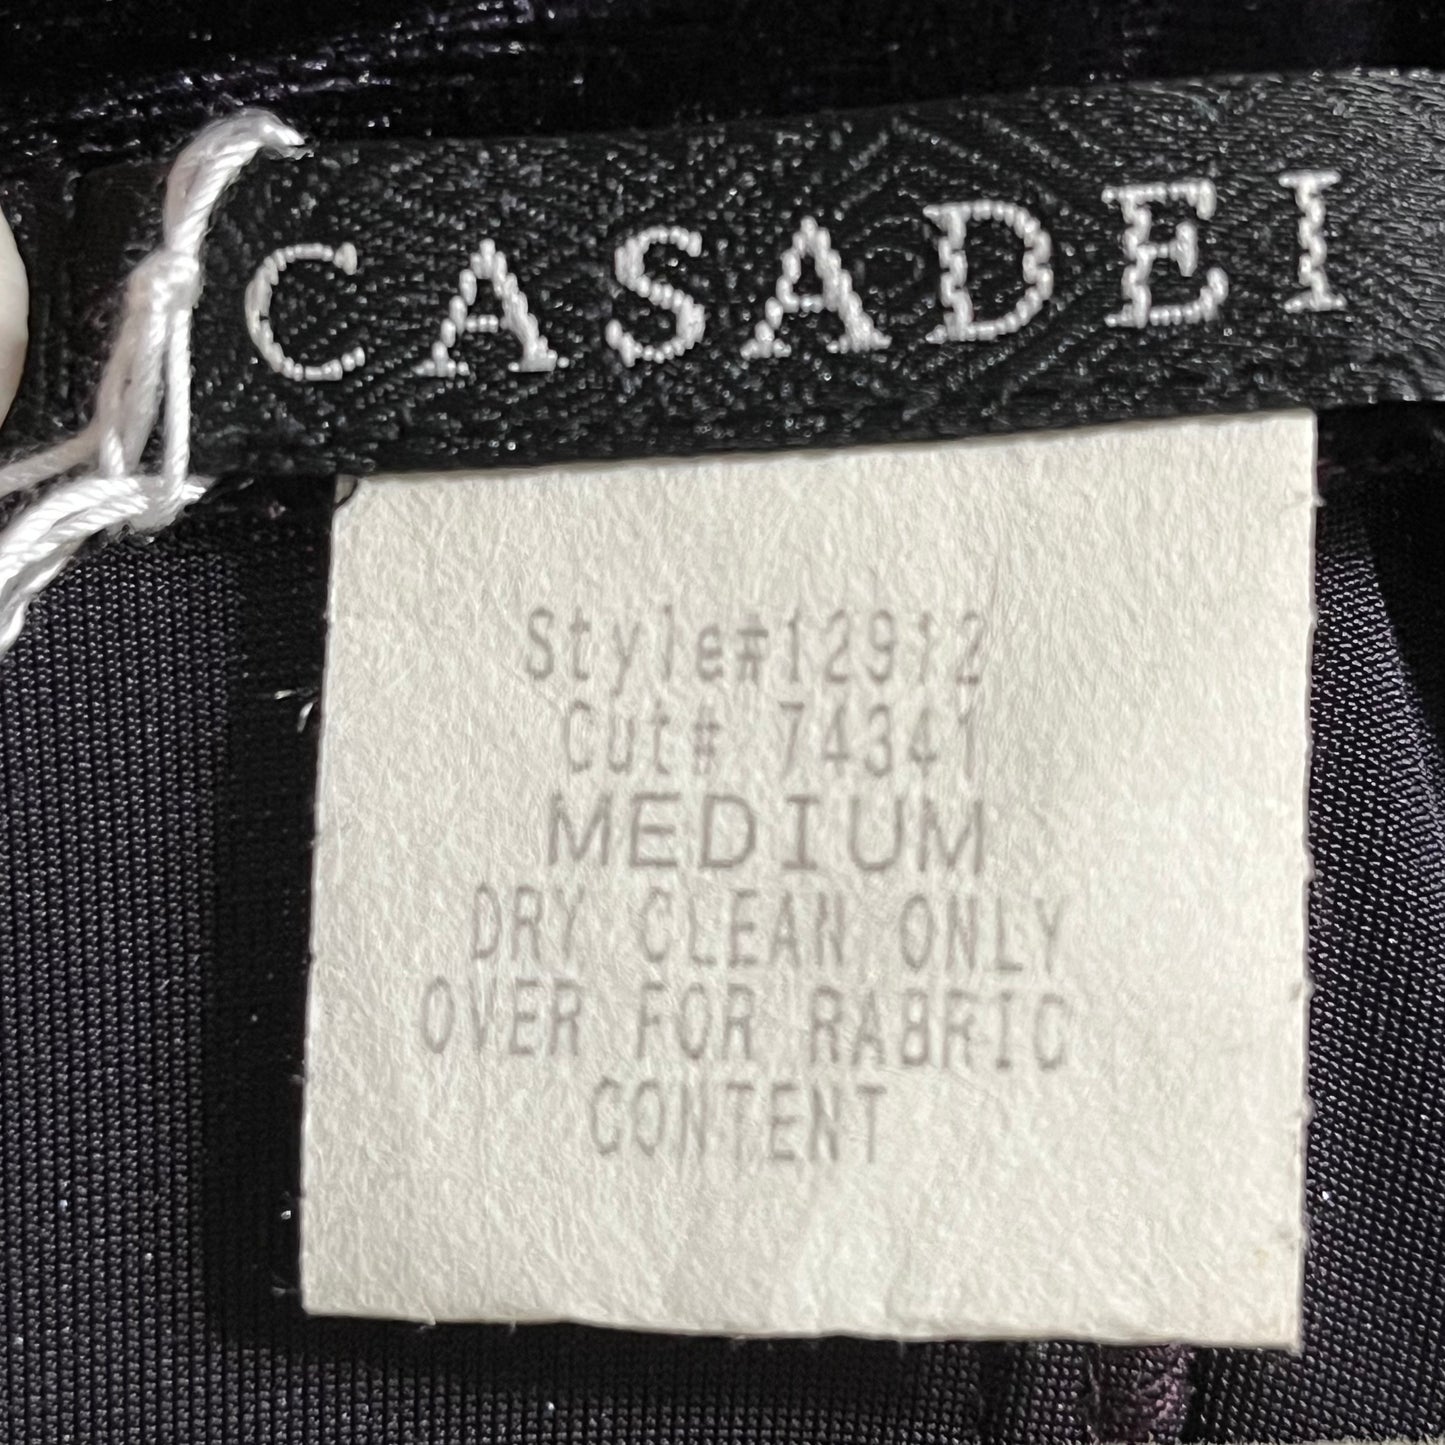 CASADEI
Style#12912
Cut# 74341
MEDIUM
DRY CLEAN ONLY
OVER FOR RABRIC
CONTENT